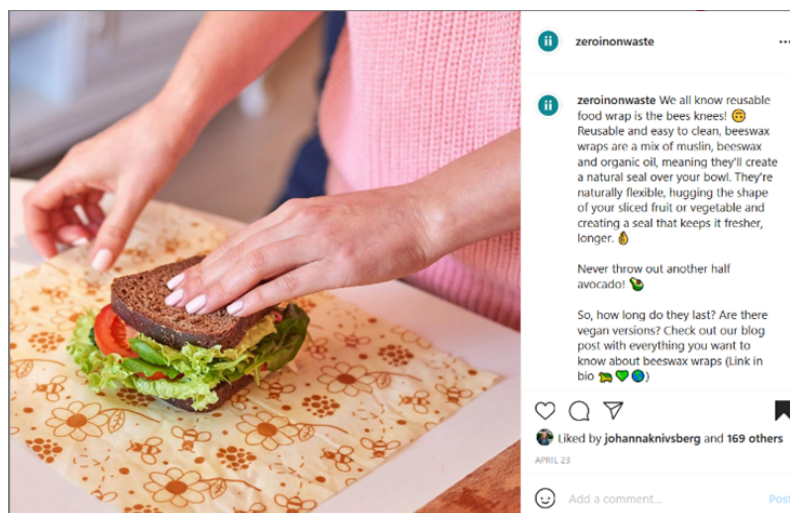 zeroinonwaste
zeroinonwaste We all know reusable
food wrap is the bees knees! 🙃
Reusable and easy to clean, beeswax
wraps are a mix of muslin, beeswax
and organic oil, meaning they'll create
a natural seal over your bowl. They're
naturally flexible, hugging the shape
of your sliced fruit or vegetable and
creating a seal that keeps it fresher,
longer. 👌
Never throw out another half
avocado! 🥑
So, how long do they last? Are there
vegan versions? Check out our blog
post with everything you want to
know about beeswax wraps (Link in
bio 🐢💚🌎)
Liked by johannaknivsberg and 169 others
APRIL 23
Add a comment...
Post